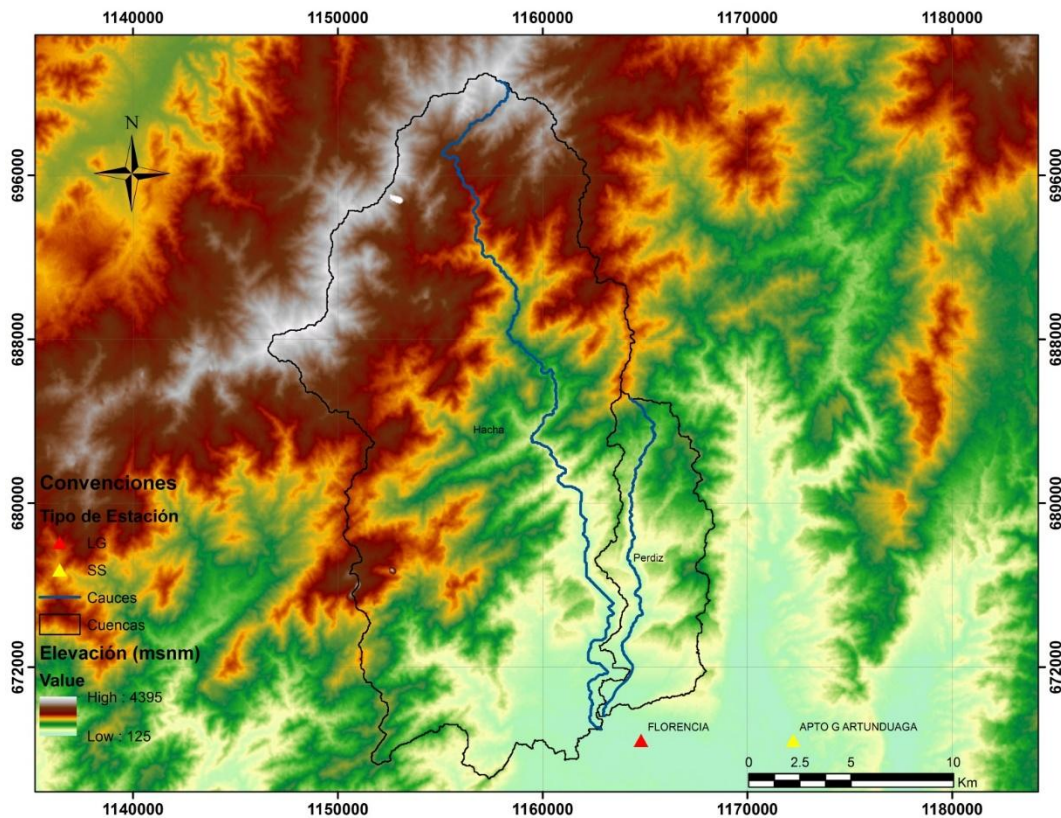 1140000 1150000 1160000 1170000 1180000
N
696000 696000
688000 688000
Hacha
680000 680000
Convenciones
Tipo de Estación
LG
SS
Cauces
Cuencas
Perdiz
Elevación (msnm)
Value
High : 4395
Low : 125
672000 672000
FLORENCIA APTO G ARTUNDUAGA
0 2.5 5 10
Km
1140000 1150000 1160000 1170000 1180000